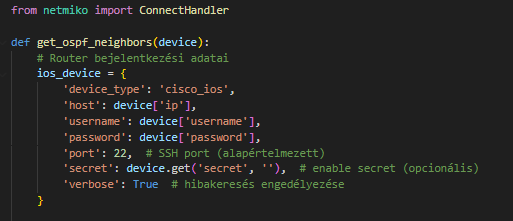 from netmiko import ConnectHandler
def get_ospf_neighbors(device):
# Router bejelentkezési adatai
ios_device = {
'device_type': 'cisco_ios',
'host': device['ip'],
'username': device['username'],
'password': device['password'],
'port': 22,  # SSH port (alapértelmezett)
'secret': device.get('secret', ''),  # enable secret (opcionális)
'verbose': True  # hibakeresés engedélyezése
}